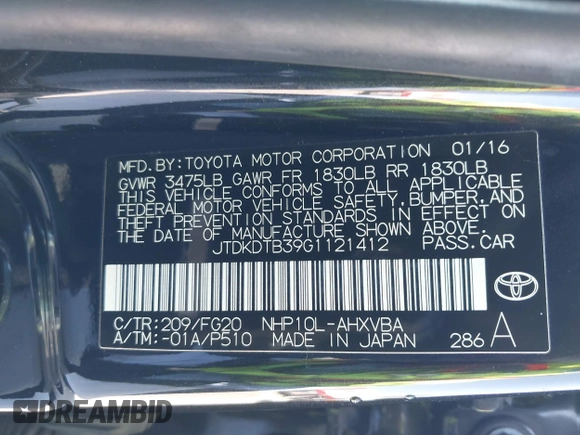 MFD.BY:TOYOTA MOTOR CORPORATION 01/16
GVWR 3475LB GAWR FR 1830LB RR 1830LB
THIS VEHICLE CONFORMS TO ALL APPLICABLE
FEDERAL MOTOR VEHICLE SAFETY,BUMPER,AND
THEFT PREVENTION STANDARDS IN EFFECT ON
THE DATE OF MANUFACTURE SHOWN ABOVE.
JTDKDTB39G1121412 PASS.CAR
C/TR:209/FG20 NHP10L-AHXVBA
A/TM:-01A/P510 MADE IN JAPAN 286 A
DREAMBID